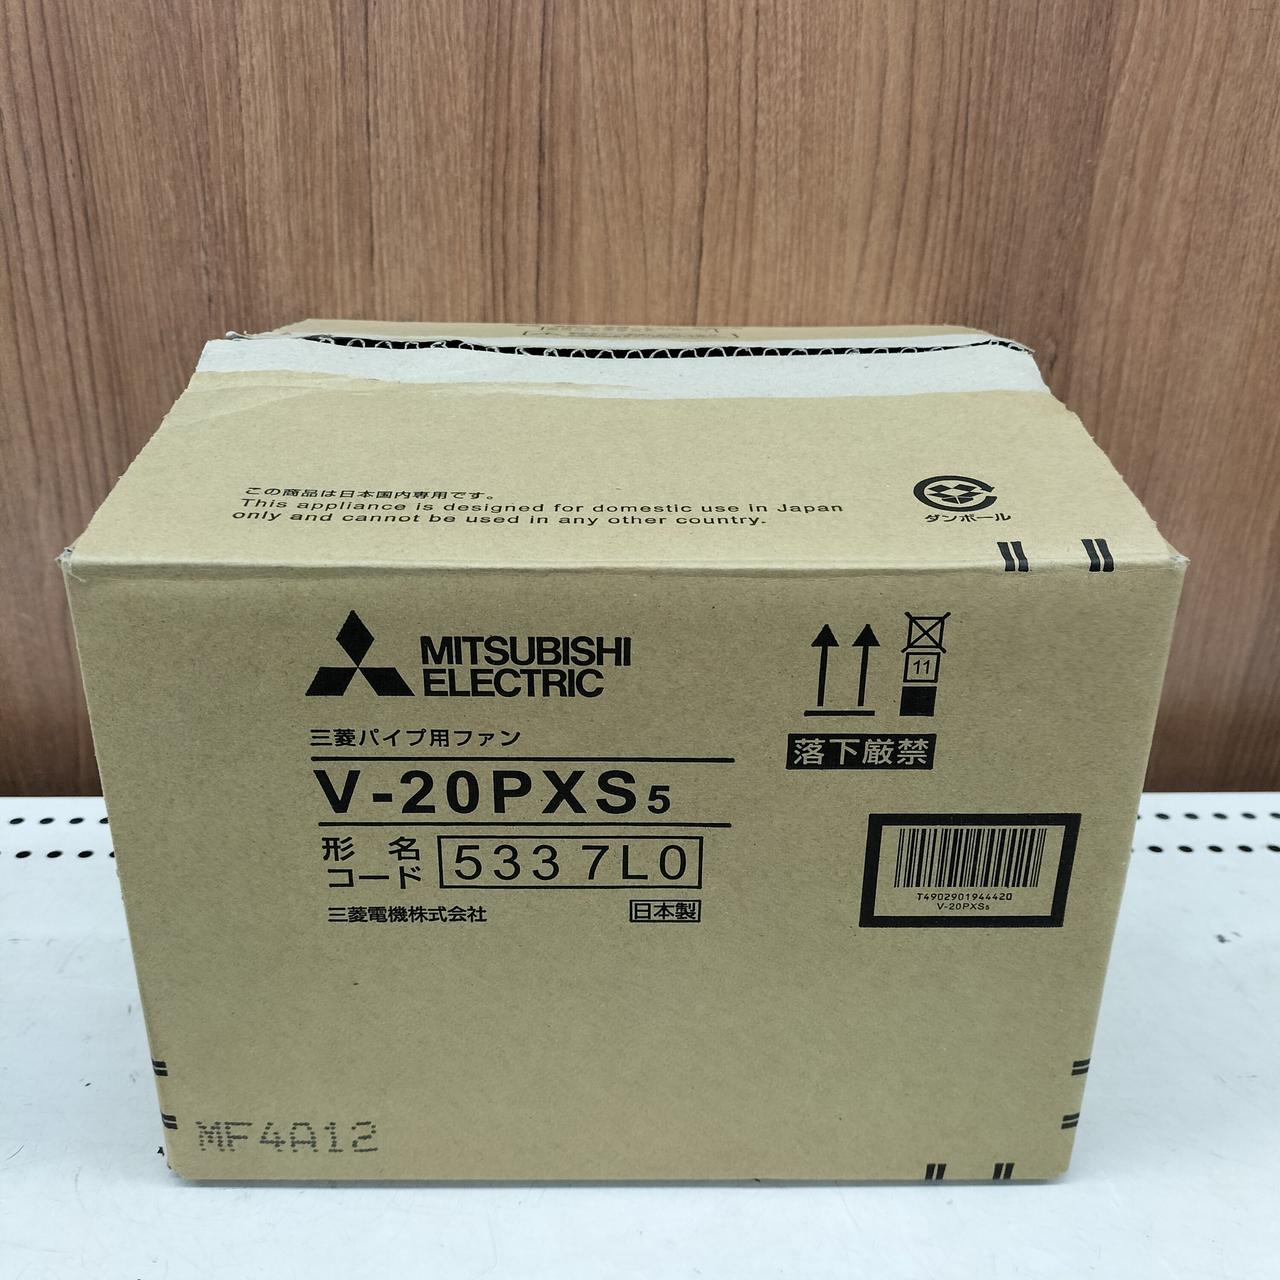 この商品は日本国内専用です。
This appliance is designed for domestic use in Japan
only and cannot be used in any other country.
ダンボール
MITSUBISHI
ELECTRIC
11
三菱パイプ用ファン
落下厳禁
V-20PXS5
形名
コード
5337L0
三菱電機株式会社
日本製
T4902901944420
V-20PXS5
MF4A12